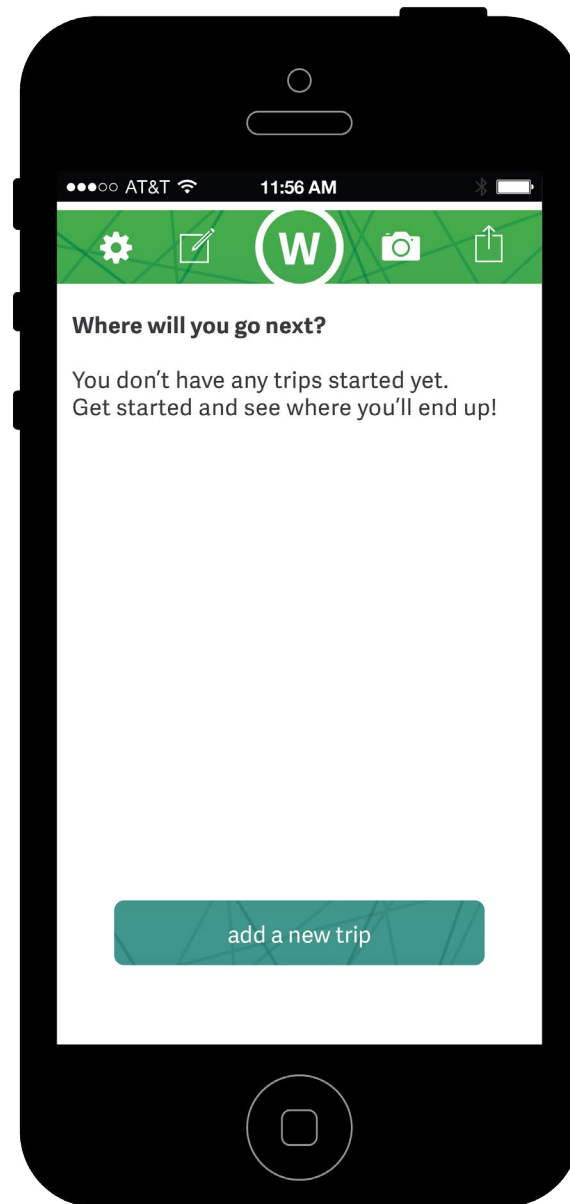 AT&T 11:56 AM
W
Where will you go next?
You don’t have any trips started yet.
Get started and see where you’ll end up!
add a new trip